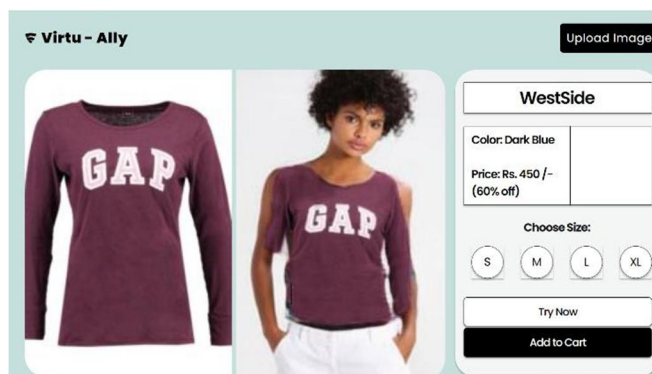 Virtu - Ally
Upload Image
GAP
GAP
WestSide
Color: Dark Blue
Price: Rs. 450 /-
(60% off)
Choose Size:
S M L XL
Try Now
Add to Cart